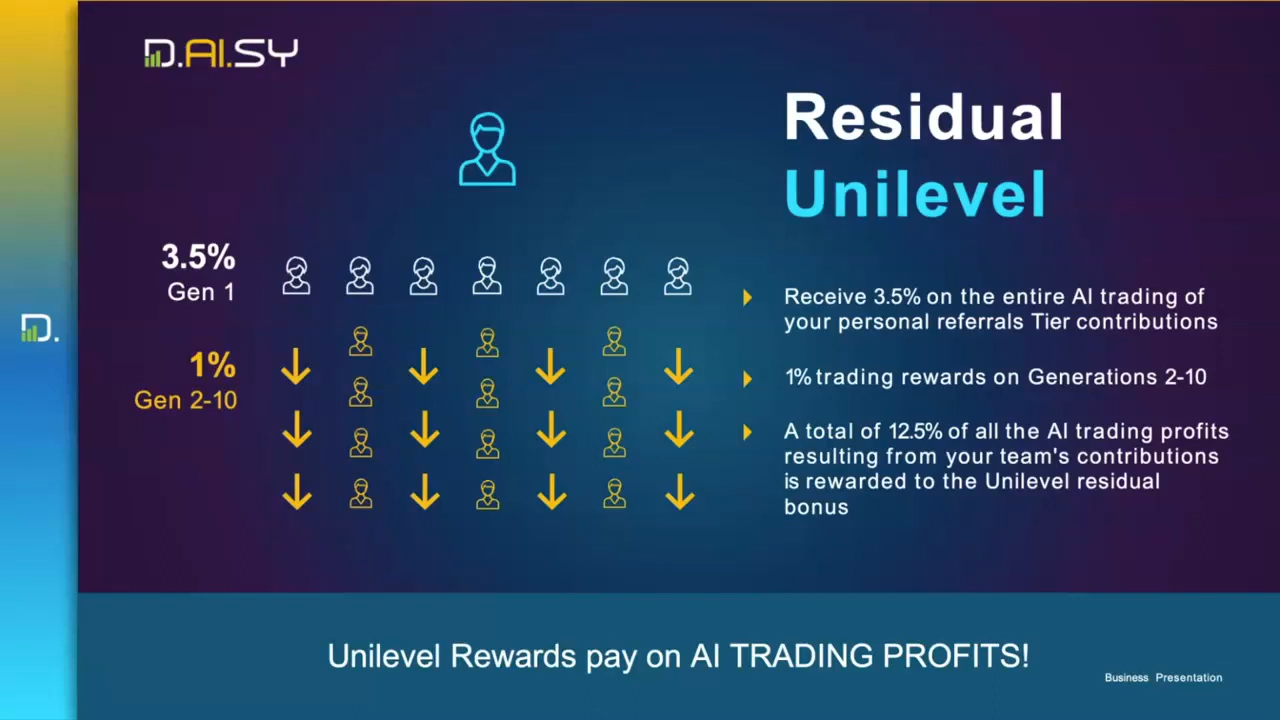 D.AI.SY
Residual
Unilevel
3.5%
Gen 1
1%
Gen 2-10
Receive 3.5% on the entire AI trading of
your personal referrals Tier contributions
1% trading rewards on Generations 2-10
A total of 12.5% of all the AI trading profits
resulting from your team's contributions
is rewarded to the Unilevel residual
bonus
D.
Unilevel Rewards pay on AI TRADING PROFITS!
Business Presentation